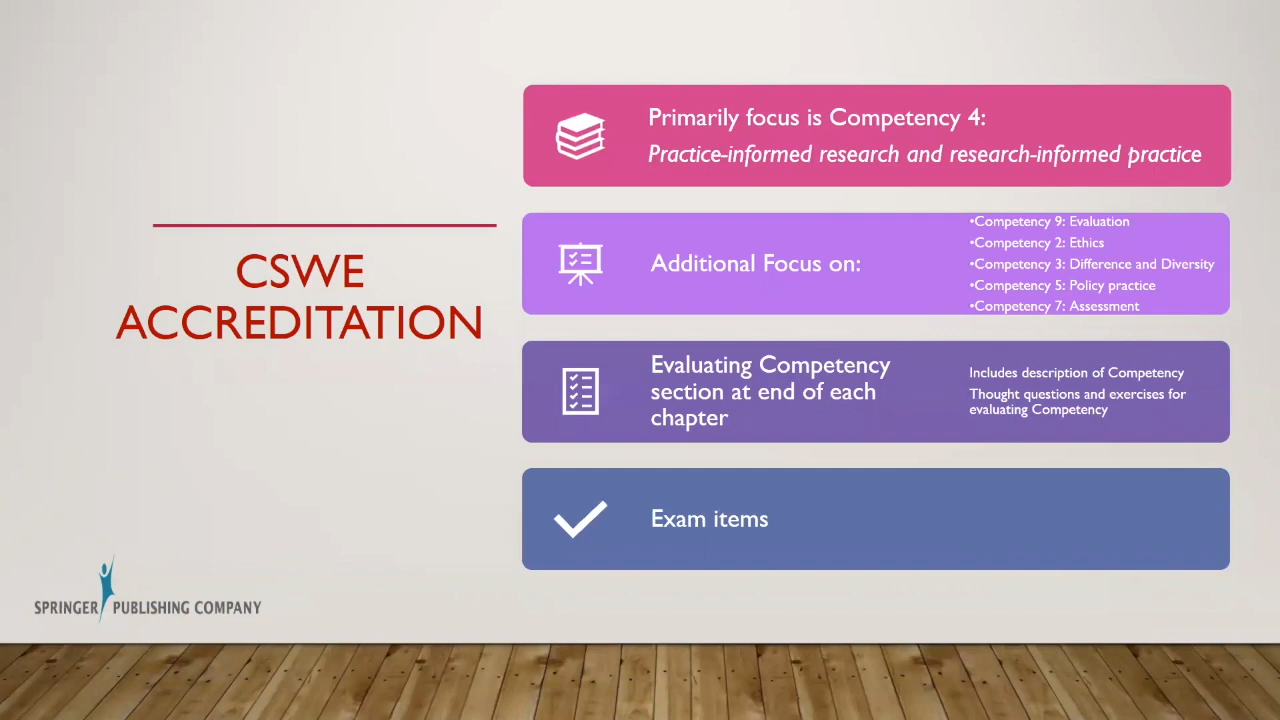 CSWE
ACCREDITATION
Primarily focus is Competency 4:
Practice-informed research and research-informed practice
Additional Focus on:
•Competency 9: Evaluation
•Competency 2: Ethics
•Competency 3: Difference and Diversity
•Competency 5: Policy practice
•Competency 7: Assessment
Evaluating Competency
section at end of each
chapter
Includes description of Competency
Thought questions and exercises for
evaluating Competency
Exam items
SPRINGER PUBLISHING COMPANY